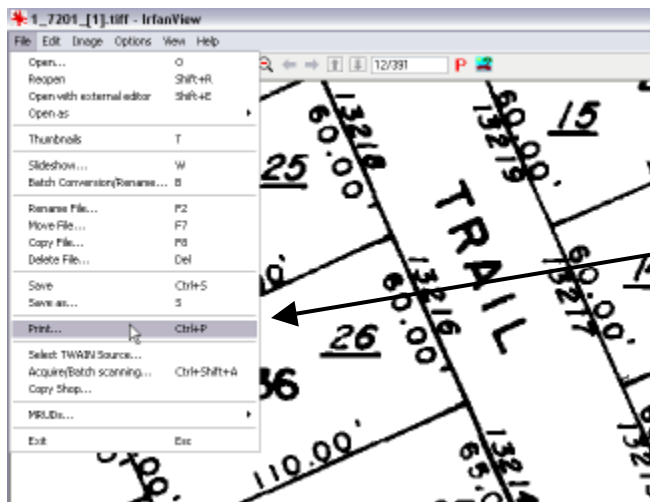 1_7201_[1].tiff - IrfanView
File Edit Image Options View Help
12/391 P
Open... O
Reopen Shift+R
Open with external editor Shift+E
Open as
Thumbnails T
Slideshow... W
Batch Conversion/Rename... B
Rename File... F2
Move File... F7
Copy File... F8
Delete File... Del
Save Ctrl+S
Save as... S
Print... Ctrl+P
Select TWAIN Source...
Acquire/Batch scanning... Ctrl+Shift+A
Copy Shop...
MRUDs...
Exit Esc
13218
60.00'
60.00'
13219
15
25
TRAIL
13216
60.00'
60.00'
13217
26
110.00'
13214